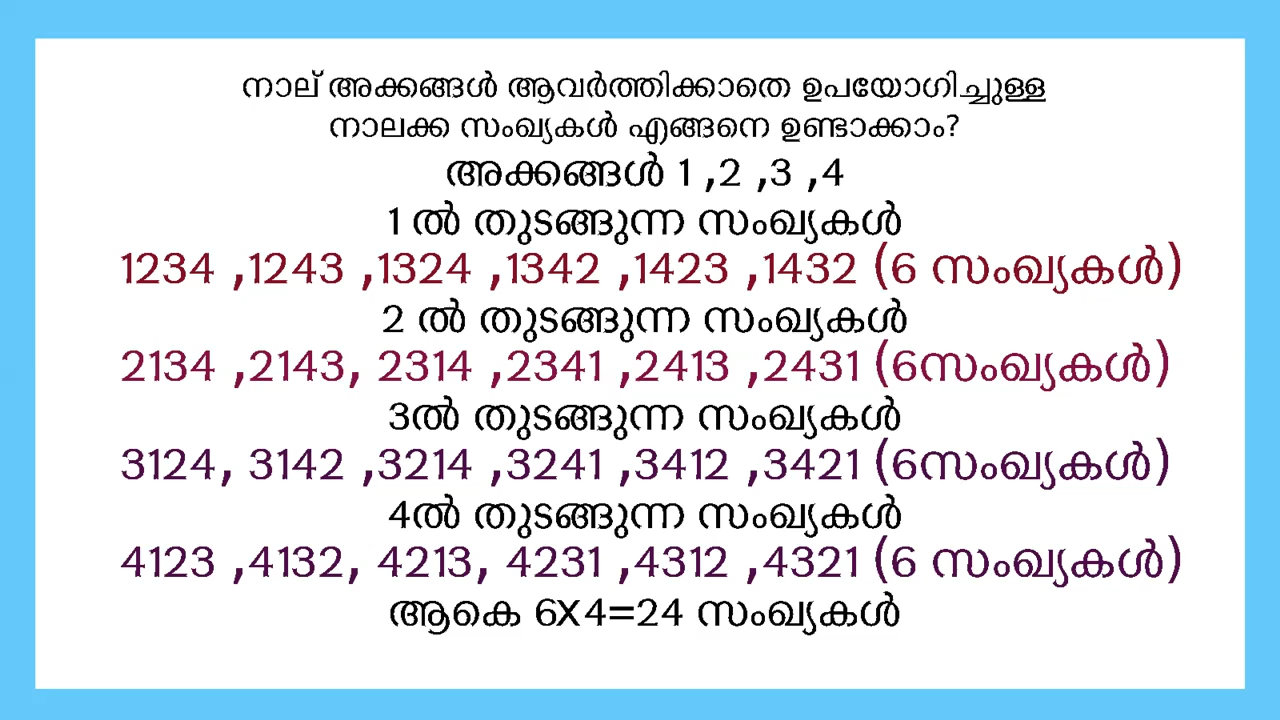 നാല് അക്കങ്ങൾ ആവർത്തിക്കാതെ ഉപയോഗിച്ചുള്ള
നാലക്ക സംഖ്യകൾ എങ്ങനെ ഉണ്ടാക്കാം?
അക്കങ്ങൾ 1 ,2 ,3 ,4
1 ൽ തുടങ്ങുന്ന സംഖ്യകൾ
1234 ,1243 ,1324 ,1342 ,1423 ,1432 (6 സംഖ്യകൾ)
2 ൽ തുടങ്ങുന്ന സംഖ്യകൾ
2134 ,2143, 2314 ,2341 ,2413 ,2431 (6സംഖ്യകൾ)
3ൽ തുടങ്ങുന്ന സംഖ്യകൾ
3124, 3142 ,3214 ,3241 ,3412 ,3421 (6സംഖ്യകൾ)
4ൽ തുടങ്ങുന്ന സംഖ്യകൾ
4123 ,4132, 4213, 4231 ,4312 ,4321 (6 സംഖ്യകൾ)
ആകെ 6X4=24 സംഖ്യകൾ